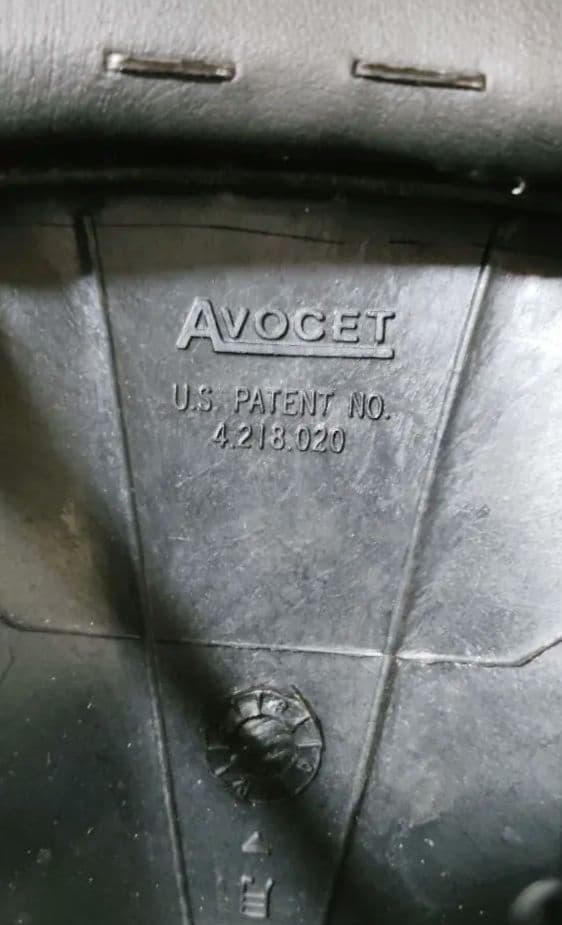 AVOCET
U.S. PATENT NO.
4.218.020